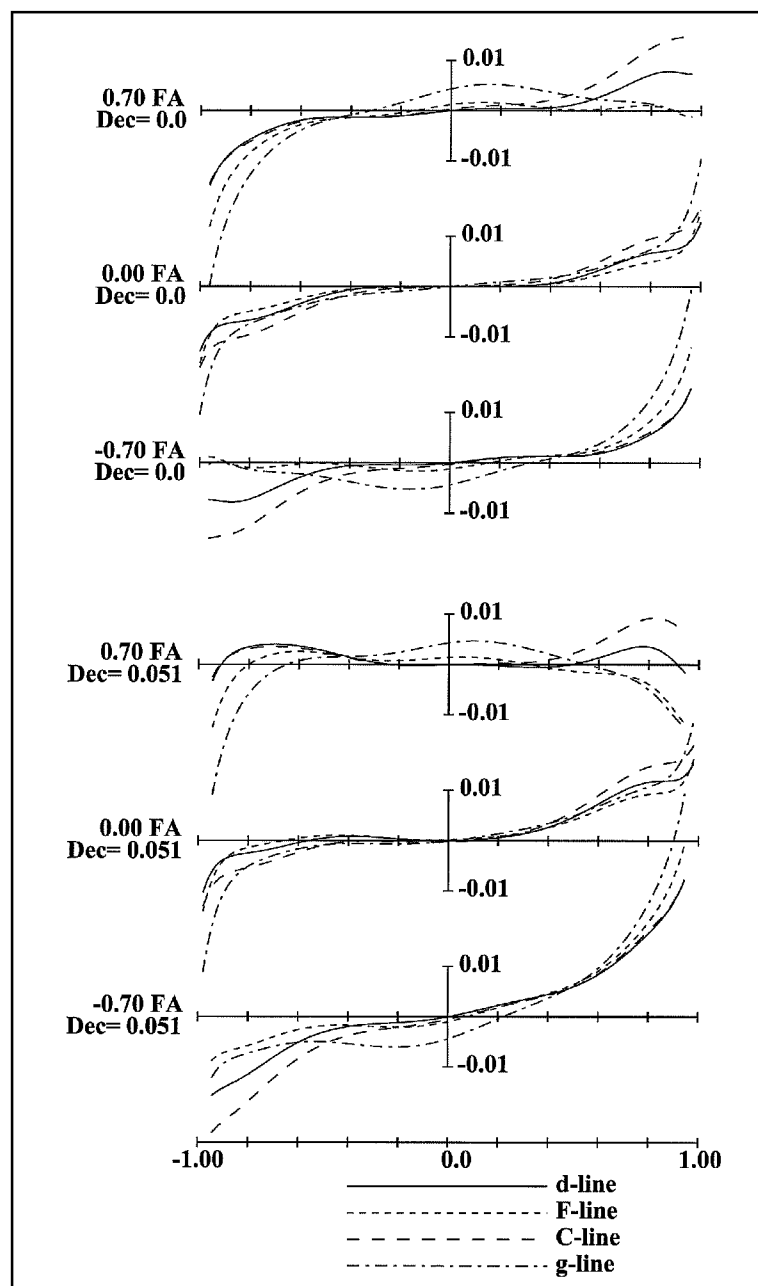 0.01
0.70 FA
Dec= 0.0
-0.01
0.01
0.00 FA
Dec= 0.0
-0.01
0.01
-0.70 FA
Dec= 0.0
-0.01
0.01
0.70 FA
Dec= 0.051
-0.01
0.01
0.00 FA
Dec= 0.051
-0.01
0.01
-0.70 FA
Dec= 0.051
-0.01
-1.00 0.0 1.00
d-line
F-line
C-line
g-line